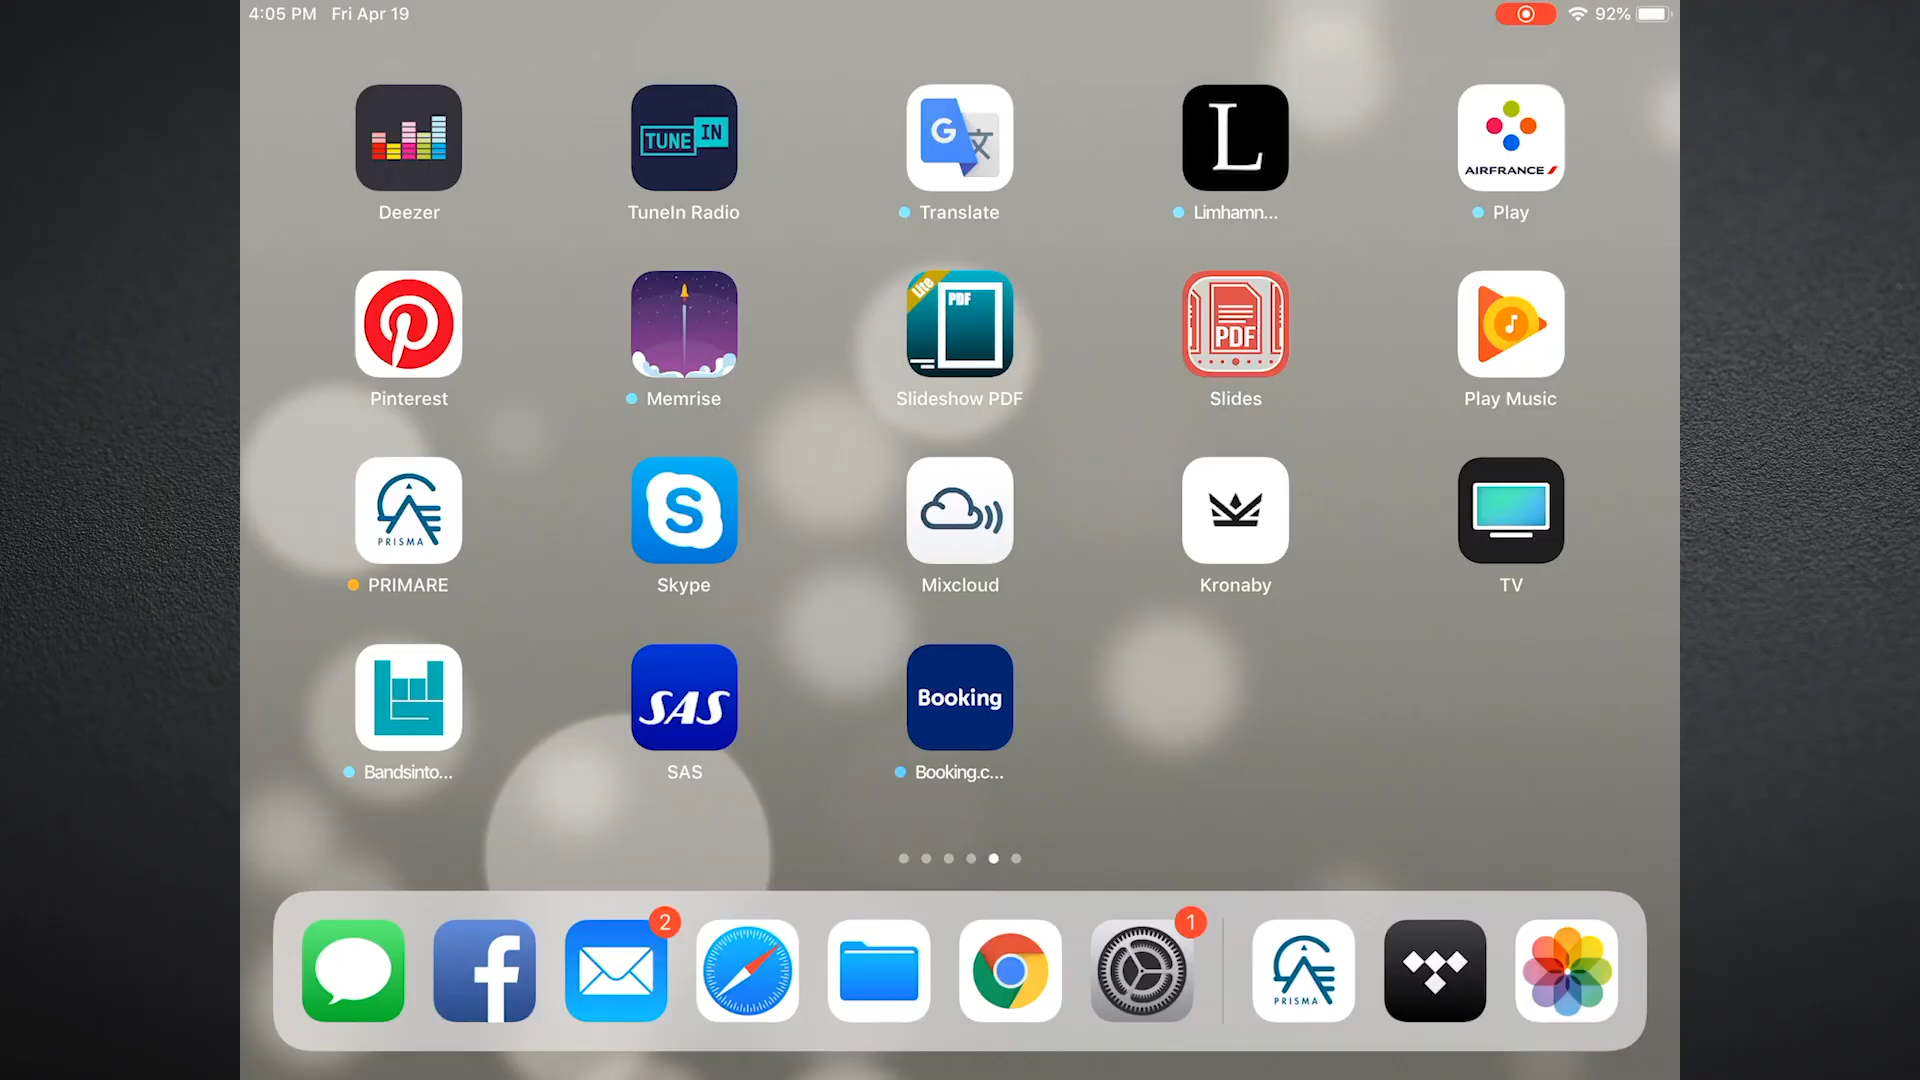 4:05 PM Fri Apr 19
92%
TUNE IN
G 文
L
AIRFRANCE
Deezer
TuneIn Radio
Translate
Limhamn...
Play
Lite
PDF
PDF
Pinterest
Memrise
Slideshow PDF
Slides
Play Music
PRISMA
S
PRIMARE
Skype
Mixcloud
Kronaby
TV
SAS
Booking
Bandsinto...
SAS
Booking.c...
2
1
f
PRISMA